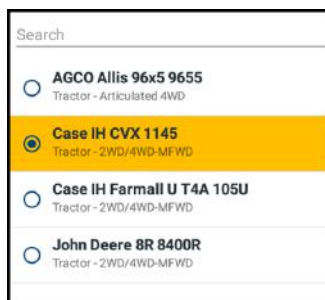 Search
AGCO Allis 96x5 9655
Tractor - Articulated 4WD
Case IH CVX 1145
Tractor - 2WD/4WD-MFWD
Case IH Farmall U T4A 105U
Tractor - 2WD/4WD-MFWD
John Deere 8R 8400R
Tractor - 2WD/4WD-MFWD